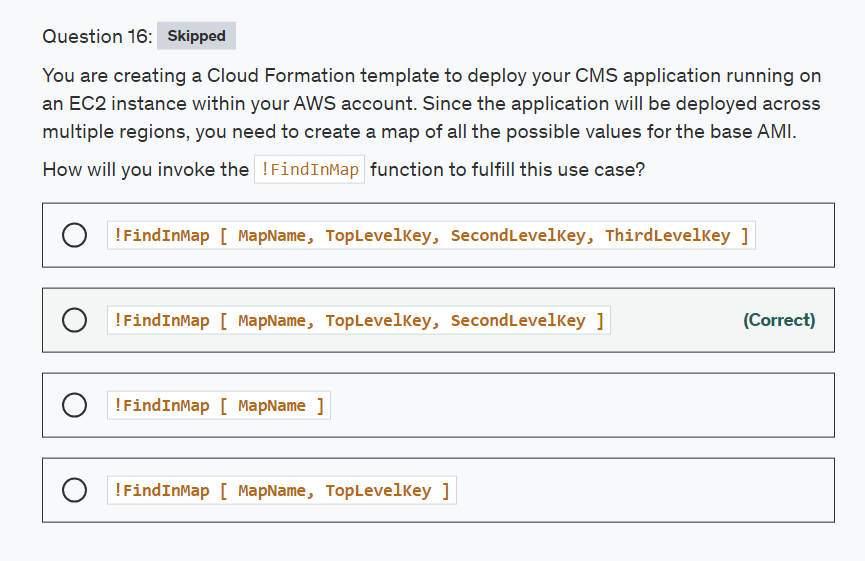 Question 16: Skipped
You are creating a Cloud Formation template to deploy your CMS application running on
an EC2 instance within your AWS account. Since the application will be deployed across
multiple regions, you need to create a map of all the possible values for the base AMI.
How will you invoke the !FindInMap function to fulfill this use case?
!FindInMap [ MapName, TopLevelKey, SecondLevelKey, ThirdLevelKey ]
!FindInMap [ MapName, TopLevelKey, SecondLevelKey ] (Correct)
!FindInMap [ MapName ]
!FindInMap [ MapName, TopLevelKey ]